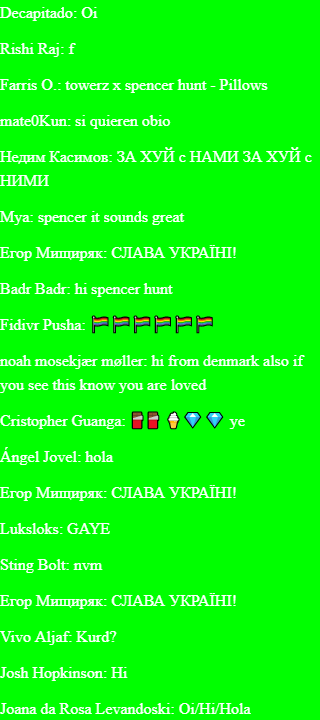 Decapitado: Oi
Rishi Raj: f
Farris O.: towerz x spencer hunt - Pillows
mate0Kun: si quieren obio
Недим Касимов: ЗА ХУЙ с НАМИ ЗА ХУЙ с
НИМИ
Mya: spencer it sounds great
Егор Мищиряк: СЛАВА УКРАЇНІ!
Badr Badr: hi spencer hunt
Fidivr Pusha: 🏳️‍🌈🏳️‍🌈🏳️‍🌈🏳️‍🌈🏳️‍🌈🏳️‍🌈
noah mosekjær møller: hi from denmark also if
you see this know you are loved
Cristopher Guanga: 🍫🍫🍦💎💎 ye
Ángel Jovel: hola
Егор Мищиряк: СЛАВА УКРАЇНІ!
Luksloks: GAYE
Sting Bolt: nvm
Егор Мищиряк: СЛАВА УКРАЇНІ!
Vivo Aljaf: Kurd?
Josh Hopkinson: Hi
Joana da Rosa Levandoski: Oi/Hi/Hola